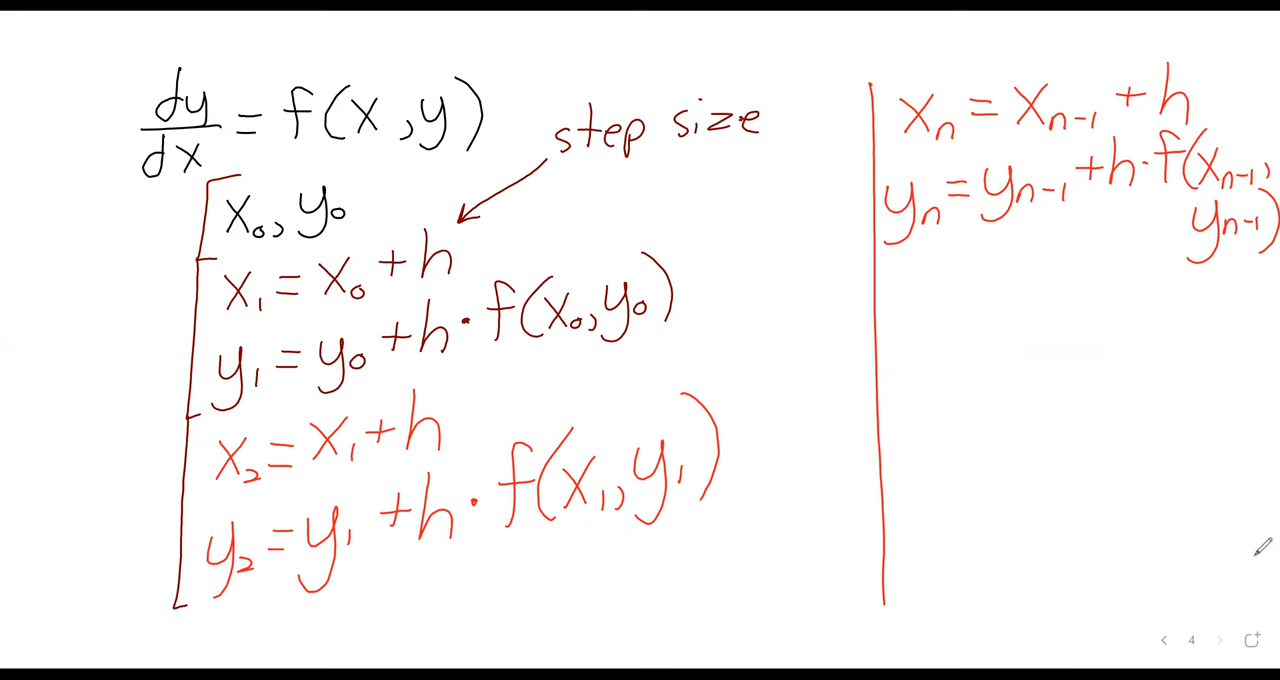 dy/dx = f(x, y)
step size
x₀, y₀
x₁ = x₀ + h
y₁ = y₀ + h · f(x₀, y₀)
x₂ = x₁ + h
y₂ = y₁ + h · f(x₁, y₁)
xₙ = xₙ₋₁ + h
yₙ = yₙ₋₁ + h · f(xₙ₋₁,
yₙ₋₁)
< 4 >